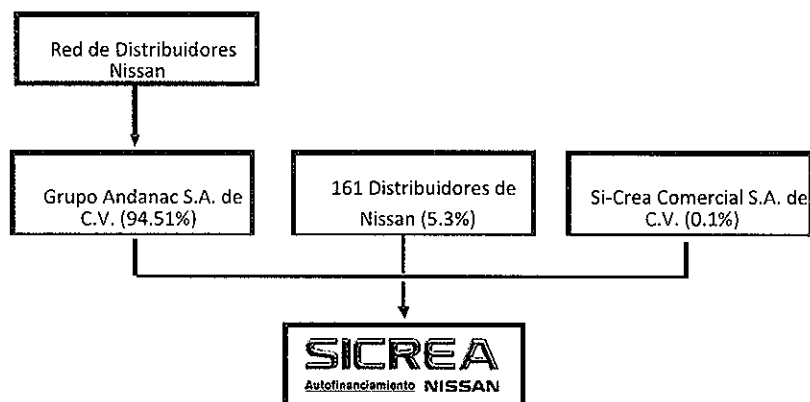 Red de Distribuidores
Nissan
Grupo Andanac S.A. de
C.V. (94.51%)
161 Distribuidores de
Nissan (5.3%)
Si-Crea Comercial S.A. de
C.V. (0.1%)
SICREA
Autofinanciamiento NISSAN